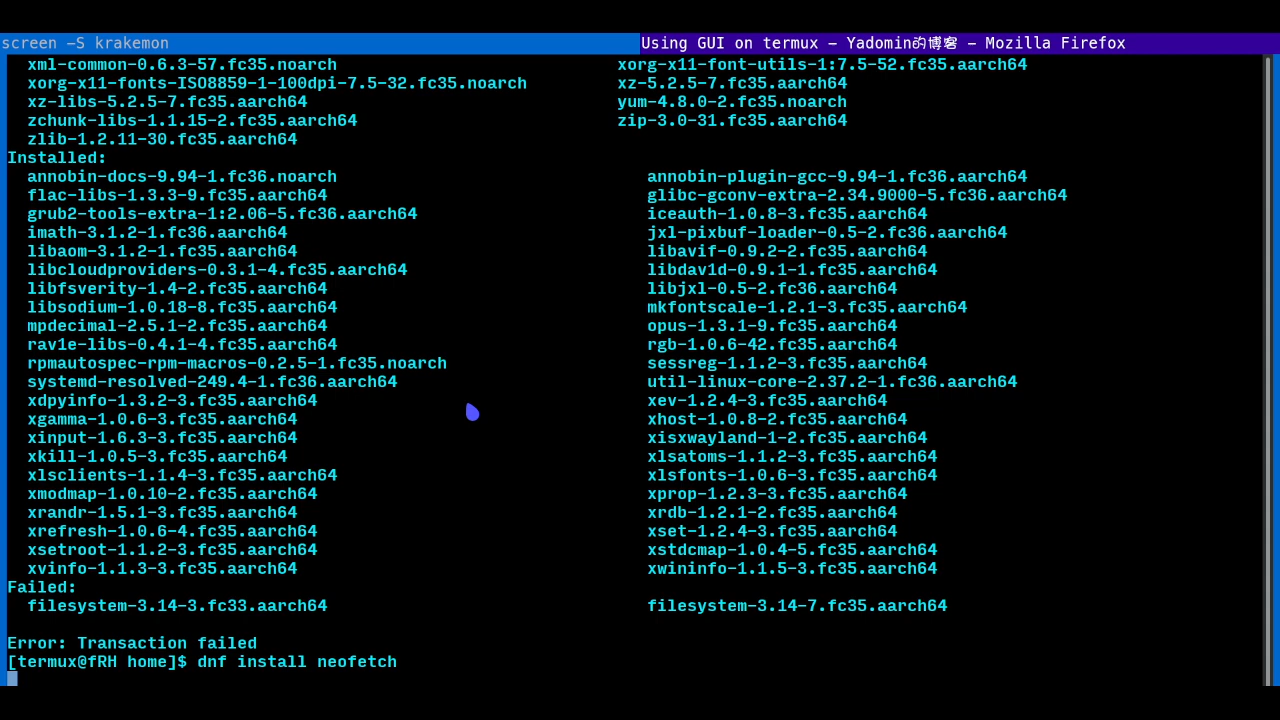 screen -S krakemon Using GUI on termux – Yadomin的博客 – Mozilla Firefox
xml-common-0.6.3-57.fc35.noarch xorg-x11-font-utils-1:7.5-52.fc35.aarch64
xorg-x11-fonts-ISO8859-1-100dpi-7.5-32.fc35.noarch xz-5.2.5-7.fc35.aarch64
xz-libs-5.2.5-7.fc35.aarch64 yum-4.8.0-2.fc35.noarch
zchunk-libs-1.1.15-2.fc35.aarch64 zip-3.0-31.fc35.aarch64
zlib-1.2.11-30.fc35.aarch64
Installed:
annobin-docs-9.94-1.fc36.noarch annobin-plugin-gcc-9.94-1.fc36.aarch64
flac-libs-1.3.3-9.fc35.aarch64 glibc-gconv-extra-2.34.9000-5.fc36.aarch64
grub2-tools-extra-1:2.06-5.fc36.aarch64 iceauth-1.0.8-3.fc35.aarch64
imath-3.1.2-1.fc36.aarch64 jxl-pixbuf-loader-0.5-2.fc36.aarch64
libaom-3.1.2-1.fc35.aarch64 libavif-0.9.2-2.fc35.aarch64
libcloudproviders-0.3.1-4.fc35.aarch64 libdav1d-0.9.1-1.fc35.aarch64
libfsverity-1.4-2.fc35.aarch64 libjxl-0.5-2.fc36.aarch64
libsodium-1.0.18-8.fc35.aarch64 mkfontscale-1.2.1-3.fc35.aarch64
mpdecimal-2.5.1-2.fc35.aarch64 opus-1.3.1-9.fc35.aarch64
rav1e-libs-0.4.1-4.fc35.aarch64 rgb-1.0.6-42.fc35.aarch64
rpmautospec-rpm-macros-0.2.5-1.fc35.noarch sessreg-1.1.2-3.fc35.aarch64
systemd-resolved-249.4-1.fc36.aarch64 util-linux-core-2.37.2-1.fc36.aarch64
xdpyinfo-1.3.2-3.fc35.aarch64 xev-1.2.4-3.fc35.aarch64
xgamma-1.0.6-3.fc35.aarch64 xhost-1.0.8-2.fc35.aarch64
xinput-1.6.3-3.fc35.aarch64 xisxwayland-1-2.fc35.aarch64
xkill-1.0.5-3.fc35.aarch64 xlsatoms-1.1.2-3.fc35.aarch64
xlsclients-1.1.4-3.fc35.aarch64 xlsfonts-1.0.6-3.fc35.aarch64
xmodmap-1.0.10-2.fc35.aarch64 xprop-1.2.3-3.fc35.aarch64
xrandr-1.5.1-3.fc35.aarch64 xrdb-1.2.1-2.fc35.aarch64
xrefresh-1.0.6-4.fc35.aarch64 xset-1.2.4-3.fc35.aarch64
xsetroot-1.1.2-3.fc35.aarch64 xstdcmap-1.0.4-5.fc35.aarch64
xvinfo-1.1.3-3.fc35.aarch64 xwininfo-1.1.5-3.fc35.aarch64
Failed:
filesystem-3.14-3.fc33.aarch64 filesystem-3.14-7.fc35.aarch64
Error: Transaction failed
[termux@fRH home]$ dnf install neofetch